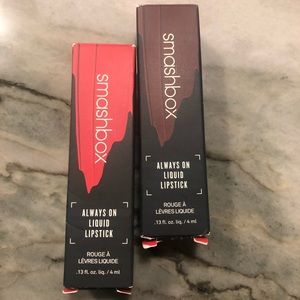 smashbox
ALWAYS ON
LIQUID
LIPSTICK
ROUGE À
LÈVRES LIQUIDE
.13 fl. oz. liq. / 4 ml
smashbox
ALWAYS ON
LIQUID
LIPSTICK
ROUGE À
LÈVRES LIQUIDE
.13 fl. oz. liq. / 4 ml